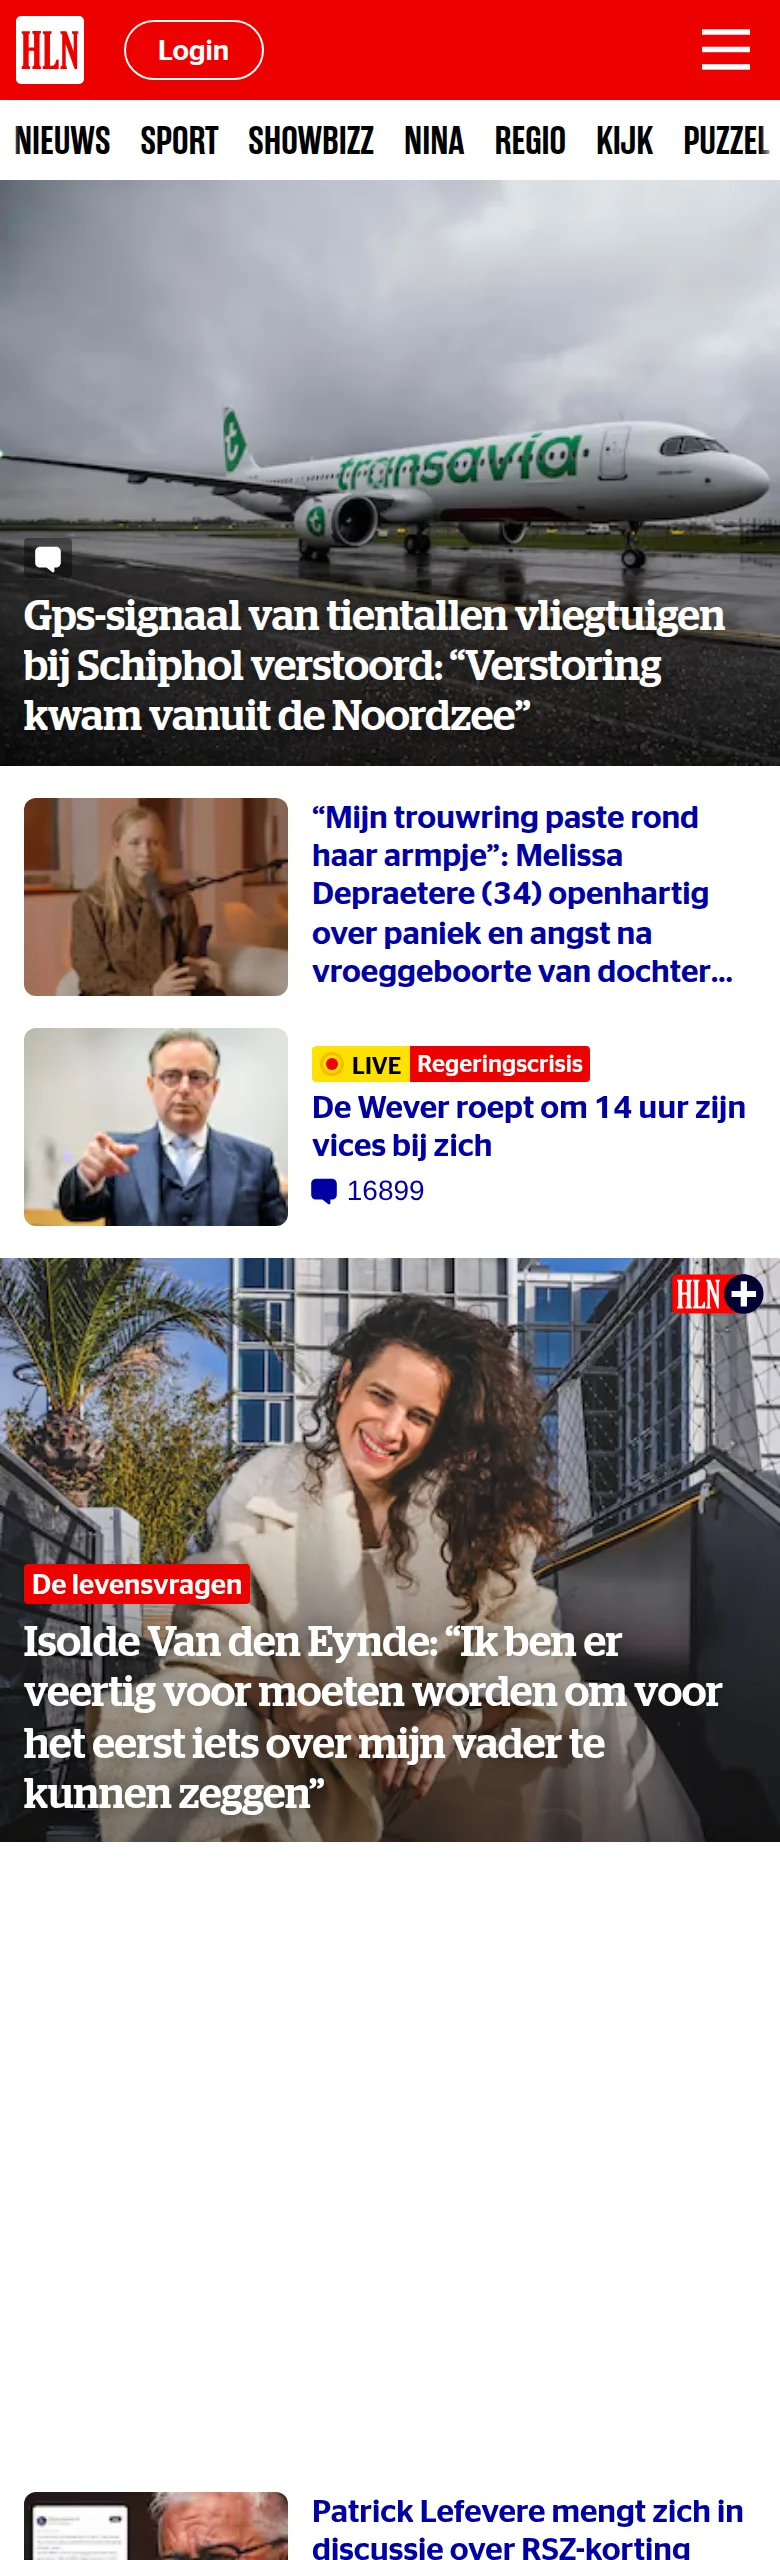 HLN
Login
NIEUWS SPORT SHOWBIZZ NINA REGIO KIJK PUZZEL
transavia
Gps-signaal van tientallen vliegtuigen
bij Schiphol verstoord: “Verstoring
kwam vanuit de Noordzee”
“Mijn trouwring paste rond
haar armpje”: Melissa
Depraetere (34) openhartig
over paniek en angst na
vroeggeboorte van dochter...
LIVE Regeringscrisis
De Wever roept om 14 uur zijn
vices bij zich
16899
HLN+
De levensvragen
Isolde Van den Eynde: “Ik ben er
veertig voor moeten worden om voor
het eerst iets over mijn vader te
kunnen zeggen”
Patrick Lefevere mengt zich in
discussie over RSZ-korting